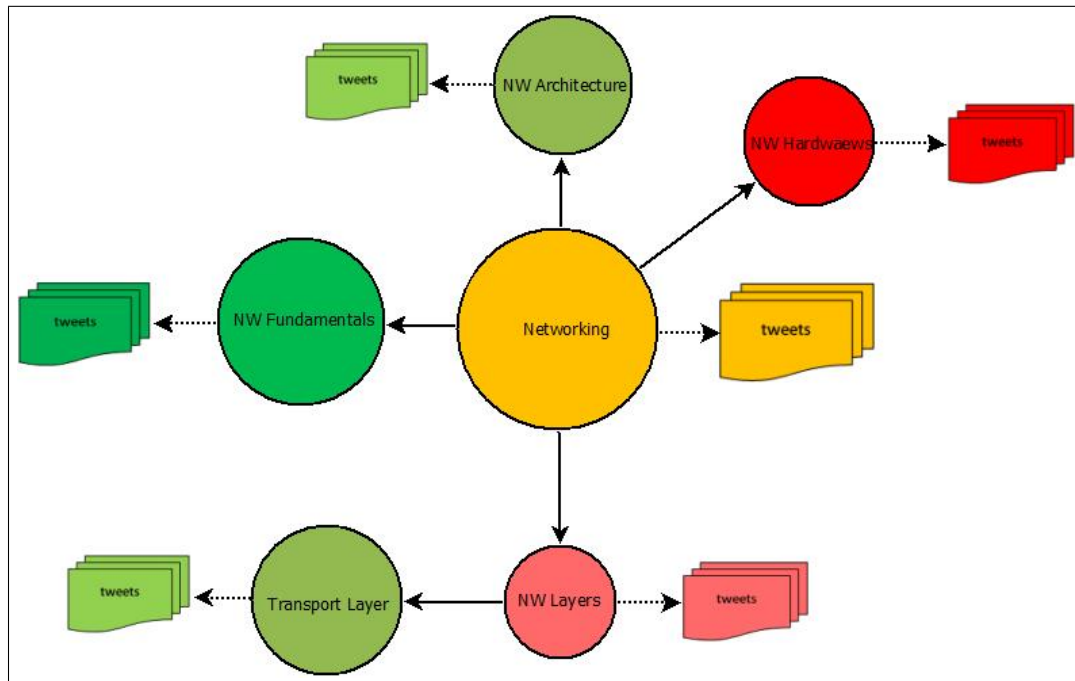 NW Architecture
tweets
NW Hardwaews
tweets
NW Fundamentals
tweets
Networking
tweets
Transport Layer
tweets
NW Layers
tweets